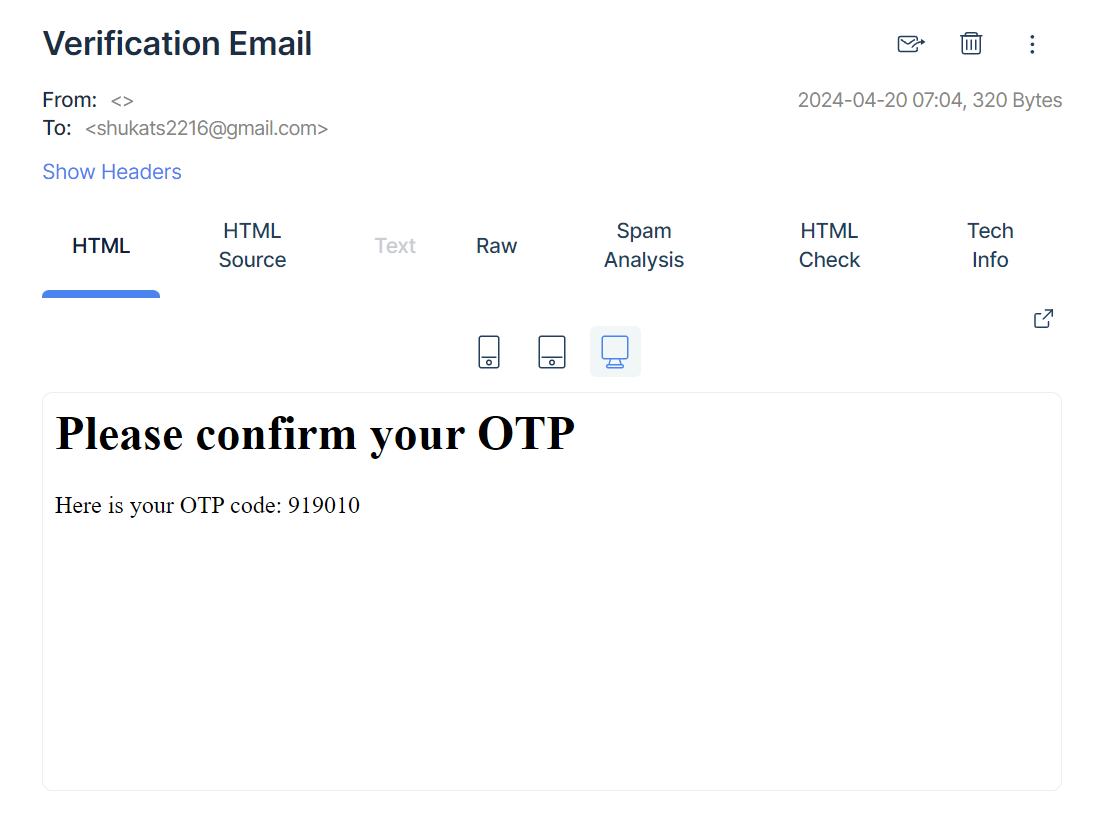 Verification Email
From: <>
2024-04-20 07:04, 320 Bytes
To: <shukats2216@gmail.com>
Show Headers
HTML
HTML Source
Text
Raw
Spam Analysis
HTML Check
Tech Info
Please confirm your OTP
Here is your OTP code: 919010